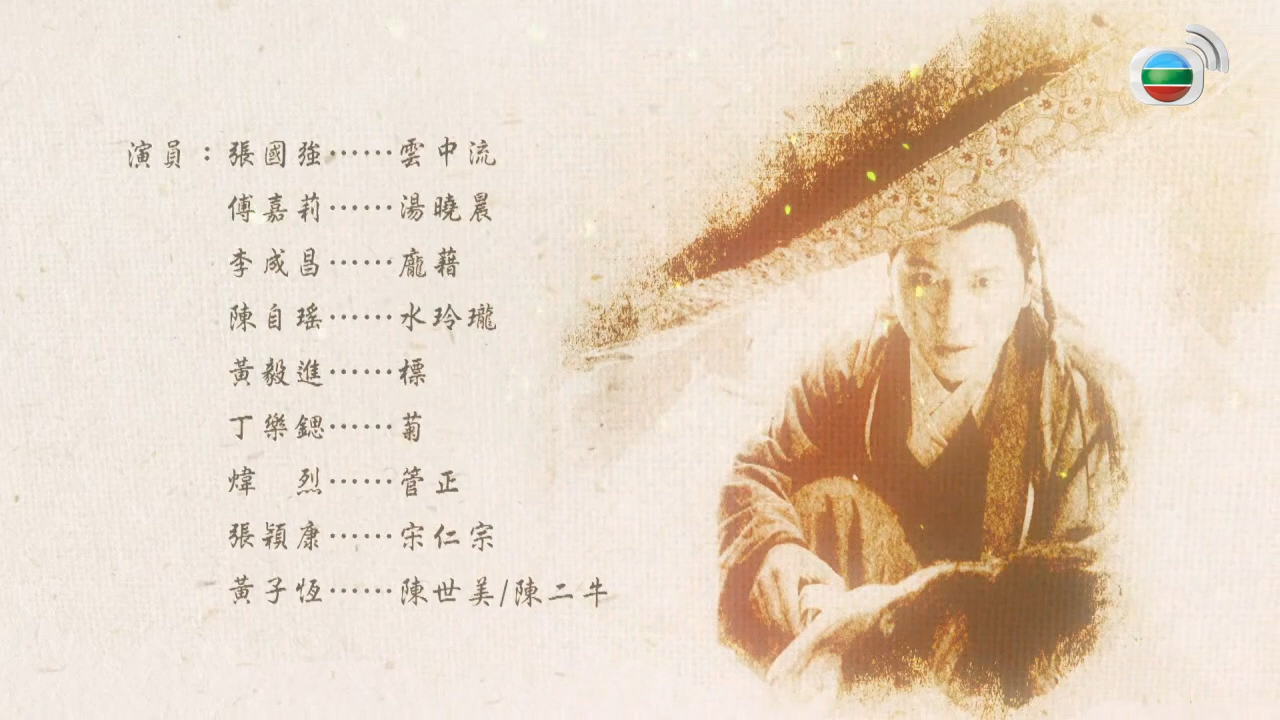 演員：張國強⋯⋯雲中流
傅嘉莉⋯⋯湯曉晨
李成昌⋯⋯龐藉
陳自瑤⋯⋯水玲瓏
黃毅進⋯⋯標
丁樂鍶⋯⋯菊
煒　烈⋯⋯管正
張穎康⋯⋯宋仁宗
黃子恆⋯⋯陳世美/陳二牛